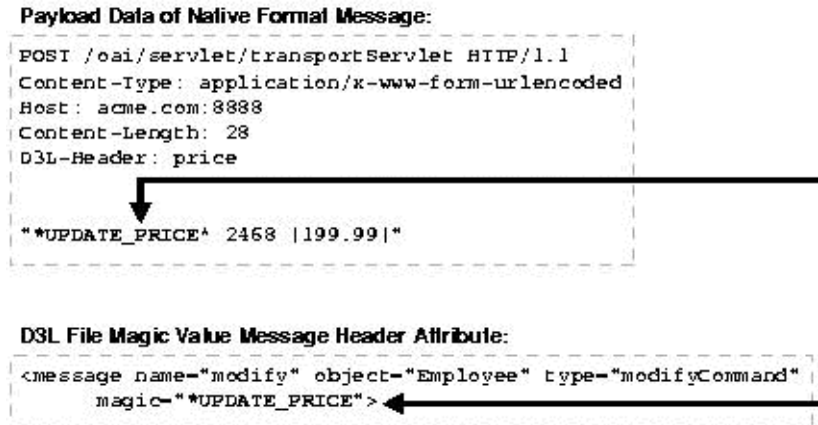 Payload Data of Native Format Message:
POST /oai/servlet/transportServlet HTTP/1.1
Content-Type: application/x-www-form-urlencoded
Host: acme.com:8888
Content-Length: 28
D3L-Header: price
"*UPDATE_PRICE^ 2468 |199.99|"
D3L File Magic Value Message Header Attribute:
<message name="modify" object="Employee" type="modifyCommand"
magic="*UPDATE_PRICE">